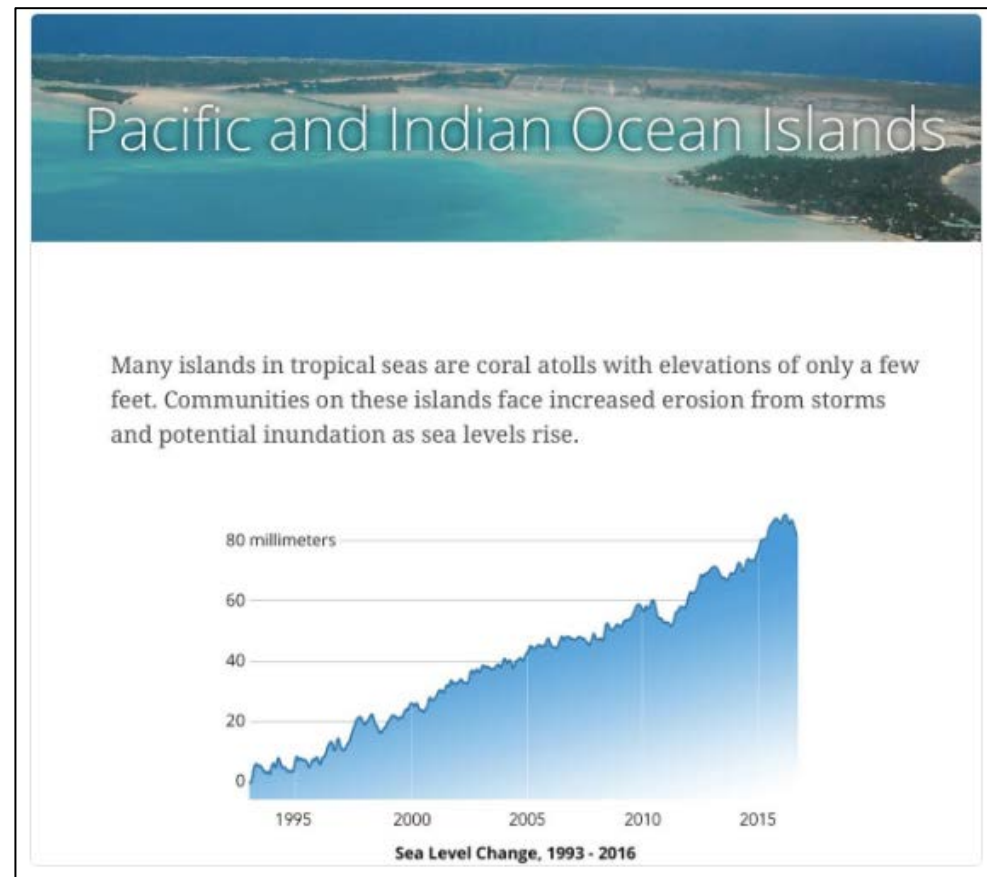 Pacific and Indian Ocean Islands
Many islands in tropical seas are coral atolls with elevations of only a few
feet. Communities on these islands face increased erosion from storms
and potential inundation as sea levels rise.
80 millimeters
60
40
20
0
1995 2000 2005 2010 2015
Sea Level Change, 1993 - 2016